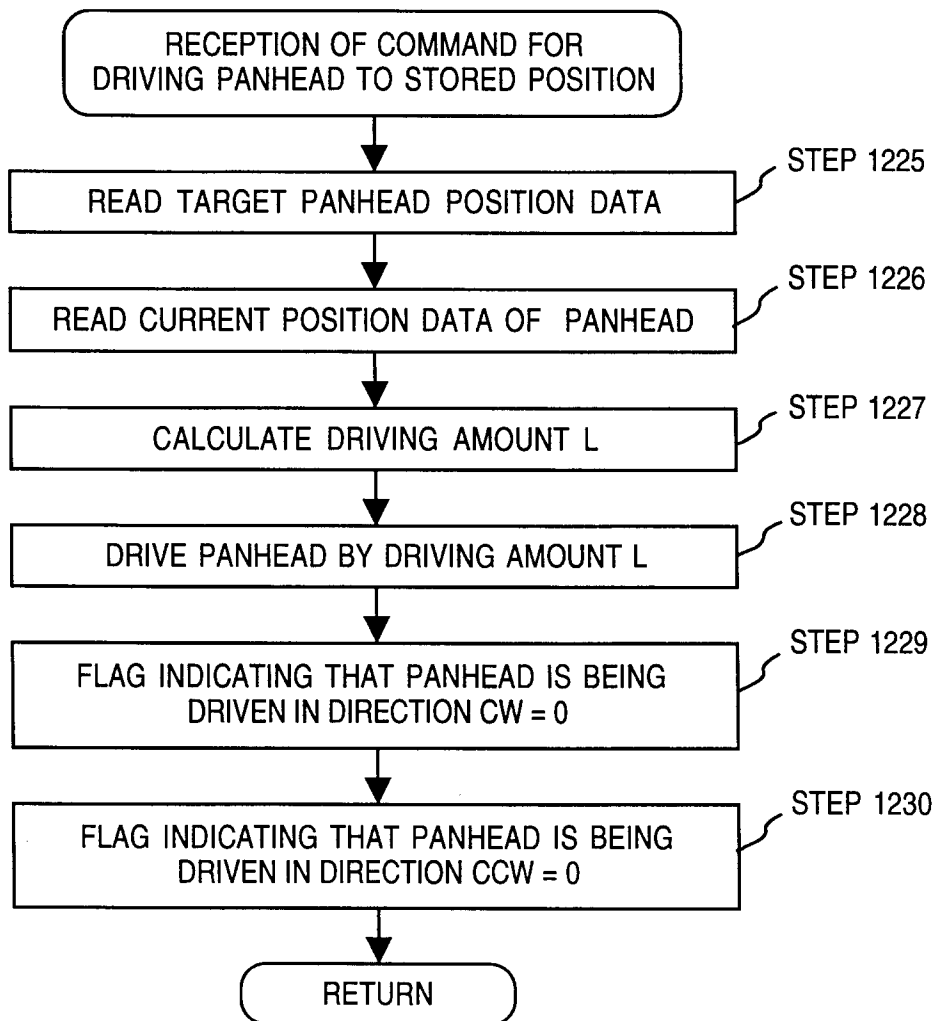 RECEPTION OF COMMAND FOR
DRIVING PANHEAD TO STORED POSITION
STEP 1225
READ TARGET PANHEAD POSITION DATA
STEP 1226
READ CURRENT POSITION DATA OF PANHEAD
STEP 1227
CALCULATE DRIVING AMOUNT L
STEP 1228
DRIVE PANHEAD BY DRIVING AMOUNT L
STEP 1229
FLAG INDICATING THAT PANHEAD IS BEING
DRIVEN IN DIRECTION CW = 0
STEP 1230
FLAG INDICATING THAT PANHEAD IS BEING
DRIVEN IN DIRECTION CCW = 0
RETURN